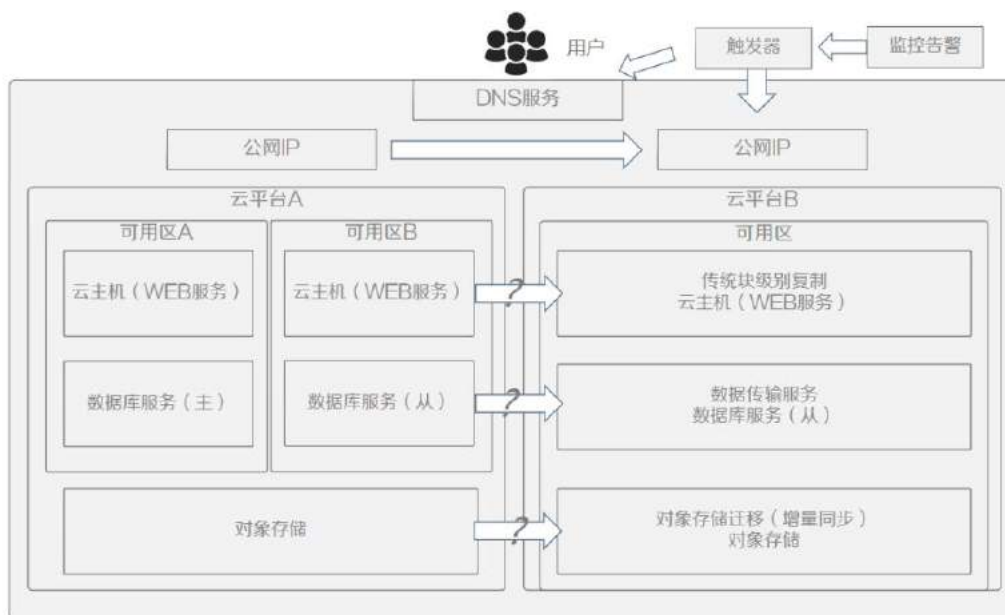 用户
触发器
监控告警
DNS服务
公网IP
公网IP
云平台A
云平台B
可用区A
可用区B
可用区
云主机（WEB服务）
云主机（WEB服务）
?
传统块级别复制
云主机（WEB服务）
数据库服务（主）
数据库服务（从）
?
数据传输服务
数据库服务（从）
对象存储
?
对象存储迁移（增量同步）
对象存储